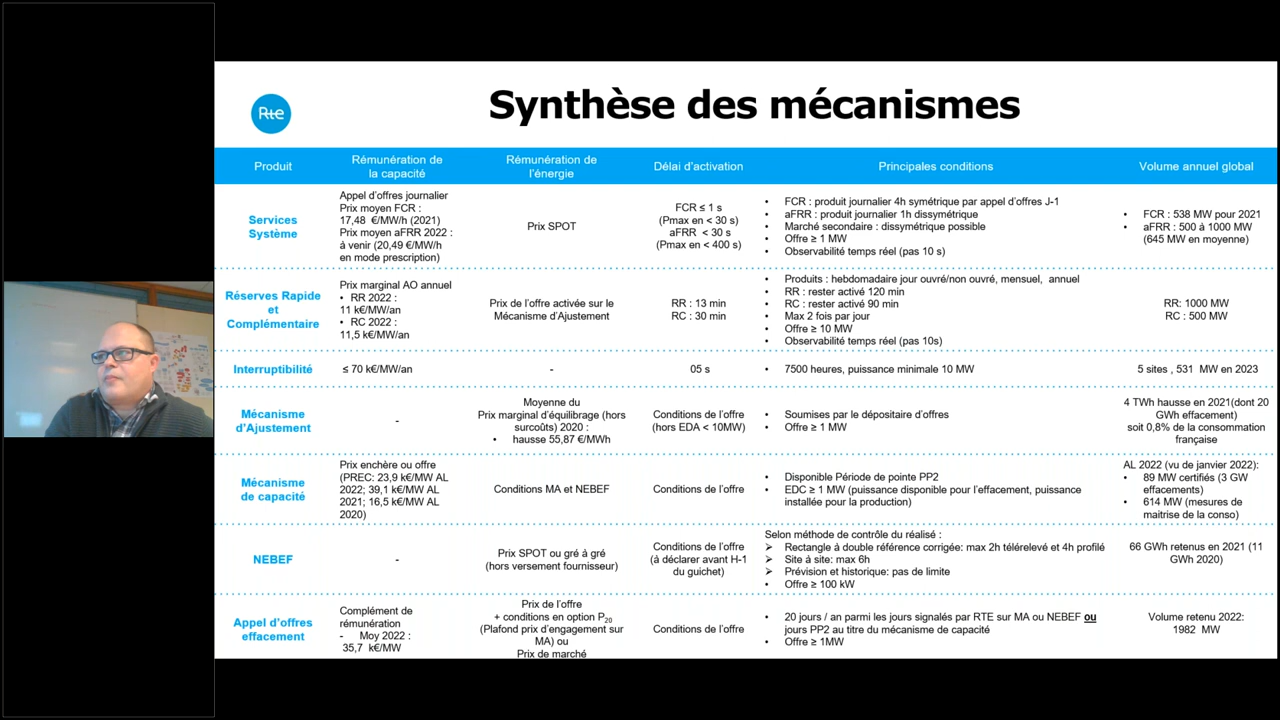 Rte
Synthèse des mécanismes
Produit
Rémunération de
la capacité
Rémunération de
l'énergie
Délai d'activation
Principales conditions
Volume annuel global
Services
Système
Appel d'offres journalier
Prix moyen FCR :
17,48 €/MW/h (2021)
Prix moyen aFRR 2022 :
à venir (20,49 €/MW/h
en mode prescription)
Prix SPOT
FCR ≤ 1 s
(Pmax en < 30 s)
aFRR < 30 s
(Pmax en < 400 s)
• FCR : produit journalier 4h symétrique par appel d'offres J-1
• aFRR : produit journalier 1h dissymétrique
• Marché secondaire : dissymétrique possible
• Offre ≥ 1 MW
• Observabilité temps réel (pas 10 s)
• FCR : 538 MW pour 2021
• aFRR : 500 à 1000 MW
(645 MW en moyenne)
Réserves Rapide
et
Complémentaire
Prix marginal AO annuel
• RR 2022 :
11 k€/MW/an
• RC 2022 :
11,5 k€/MW/an
Prix de l'offre activée sur le
Mécanisme d'Ajustement
RR : 13 min
RC : 30 min
• Produits : hebdomadaire jour ouvré/non ouvré, mensuel, annuel
• RR : rester activé 120 min
• RC : rester activé 90 min
• Max 2 fois par jour
• Offre ≥ 10 MW
• Observabilité temps réel (pas 10s)
RR: 1000 MW
RC : 500 MW
Interruptibilité
≤ 70 k€/MW/an
-
05 s
• 7500 heures, puissance minimale 10 MW
5 sites , 531 MW en 2023
Mécanisme
d'Ajustement
-
Moyenne du
Prix marginal d'équilibrage (hors
surcoûts) 2020 :
• hausse 55,87 €/MWh
Conditions de l'offre
(hors EDA < 10MW)
• Soumises par le dépositaire d'offres
• Offre ≥ 1 MW
4 TWh hausse en 2021(dont 20
GWh effacement)
soit 0,8% de la consommation
française
Mécanisme
de capacité
Prix enchère ou offre
(PREC: 23,9 k€/MW AL
2022; 39,1 k€/MW AL
2021; 16,5 k€/MW AL
2020)
Conditions MA et NEBEF
Conditions de l'offre
• Disponible Période de pointe PP2
• EDC ≥ 1 MW (puissance disponible pour l'effacement, puissance
installée pour la production)
AL 2022 (vu de janvier 2022):
• 89 MW certifiés (3 GW
effacements)
• 614 MW (mesures de
maitrise de la conso)
NEBEF
-
Prix SPOT ou gré à gré
(hors versement fournisseur)
Conditions de l'offre
(à déclarer avant H-1
du guichet)
Selon méthode de contrôle du réalisé :
➢ Rectangle à double référence corrigée: max 2h télérelevé et 4h profilé
➢ Site à site: max 6h
➢ Prévision et historique: pas de limite
• Offre ≥ 100 kW
66 GWh retenus en 2021 (11
GWh 2020)
Appel d'offres
effacement
Complément de
rémunération
- Moy 2022 :
35,7 k€/MW
Prix de l'offre
+ conditions en option P20
(Plafond prix d'engagement sur
MA) ou
Prix de marché
Conditions de l'offre
• 20 jours / an parmi les jours signalés par RTE sur MA ou NEBEF ou
jours PP2 au titre du mécanisme de capacité
• Offre ≥ 1MW
Volume retenu 2022:
1982 MW